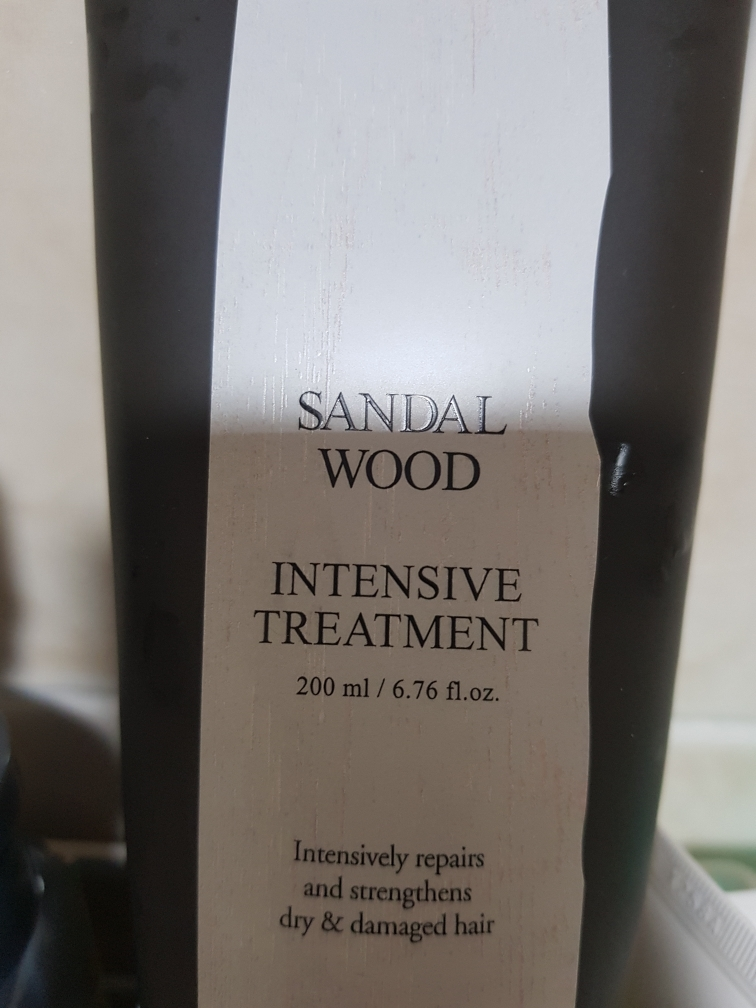 SANDAL
WOOD
INTENSIVE
TREATMENT
200 ml / 6.76 fl.oz.
Intensively repairs
and strengthens
dry & damaged hair